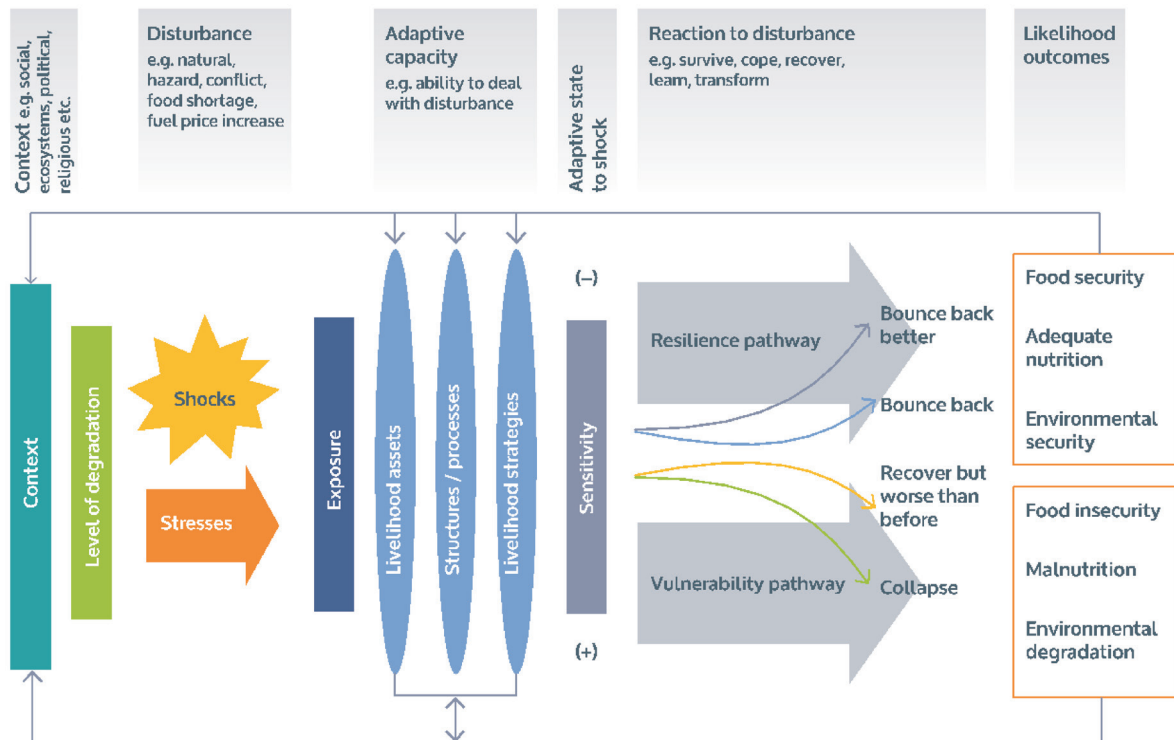 Context e.g. social,
ecosystems, political,
religious etc.
Disturbance
e.g. natural,
hazard, conflict,
food shortage,
fuel price increase
Adaptive
capacity
e.g. ability to deal
with disturbance
Adaptive state
to shock
Reaction to disturbance
e.g. survive, cope, recover,
learn, transform
Likelihood
outcomes
Context
Level of degradation
Shocks
Stresses
Exposure
Livelihood assets
Structures / processes
Livelihood strategies
(–)
Sensitivity
(+)
Resilience pathway
Bounce back
better
Bounce back
Recover but
worse than
before
Vulnerability pathway
Collapse
Food security
Adequate
nutrition
Environmental
security
Food insecurity
Malnutrition
Environmental
degradation